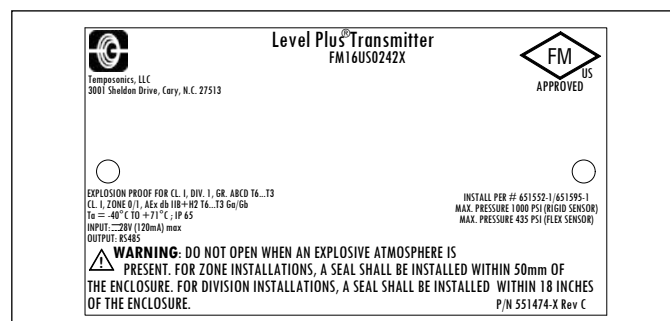 Level Plus® Transmitter
FM16US0242X
FM
US
APPROVED
Temposonics, LLC
3001 Sheldon Drive, Cary, N.C. 27513
EXPLOSION PROOF FOR CL. I, DIV. 1, GR. ABCD T6...T3
CL. I, ZONE 0/1, AEx db IIB+H2 T6...T3 Ga/Gb
Ta = -40°C TO +71°C ; IP 65
INPUT: ⎓28V (120mA) max
OUTPUT: RS485
INSTALL PER # 651552-1/651595-1
MAX. PRESSURE 1000 PSI (RIGID SENSOR)
MAX. PRESSURE 435 PSI (FLEX SENSOR)
WARNING: DO NOT OPEN WHEN AN EXPLOSIVE ATMOSPHERE IS
PRESENT. FOR ZONE INSTALLATIONS, A SEAL SHALL BE INSTALLED WITHIN 50mm OF
THE ENCLOSURE. FOR DIVISION INSTALLATIONS, A SEAL SHALL BE INSTALLED WITHIN 18 INCHES
OF THE ENCLOSURE.
P/N 551474-X Rev C